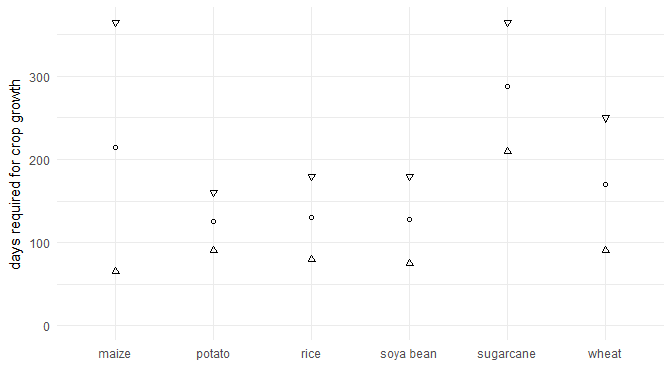 days required for crop growth
300
200
100
0
maize
potato
rice
soya bean
sugarcane
wheat